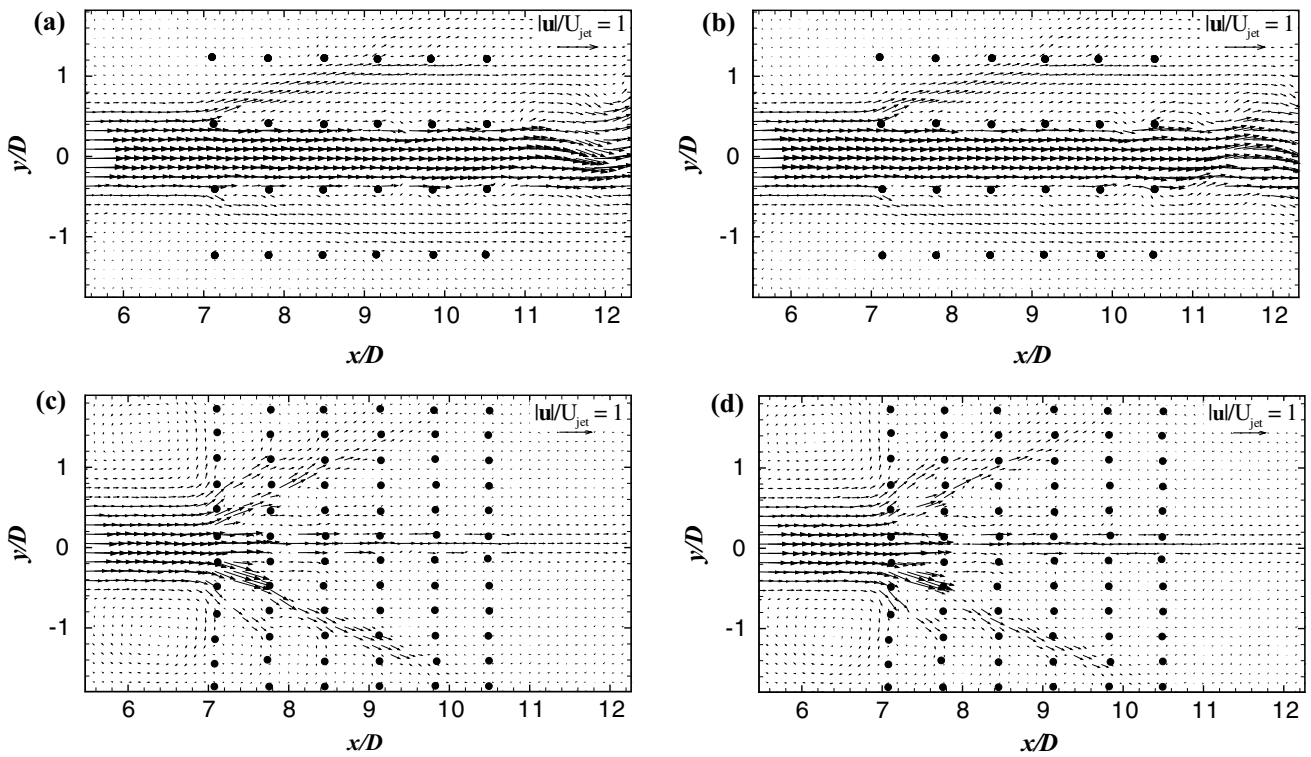 (a)
|u|/U_jet = 1
1
0
-1
y/D
6 7 8 9 10 11 12
x/D
(b)
|u|/U_jet = 1
1
0
-1
y/D
6 7 8 9 10 11 12
x/D
(c)
|u|/U_jet = 1
1
0
-1
y/D
6 7 8 9 10 11 12
x/D
(d)
|u|/U_jet = 1
1
0
-1
y/D
6 7 8 9 10 11 12
x/D